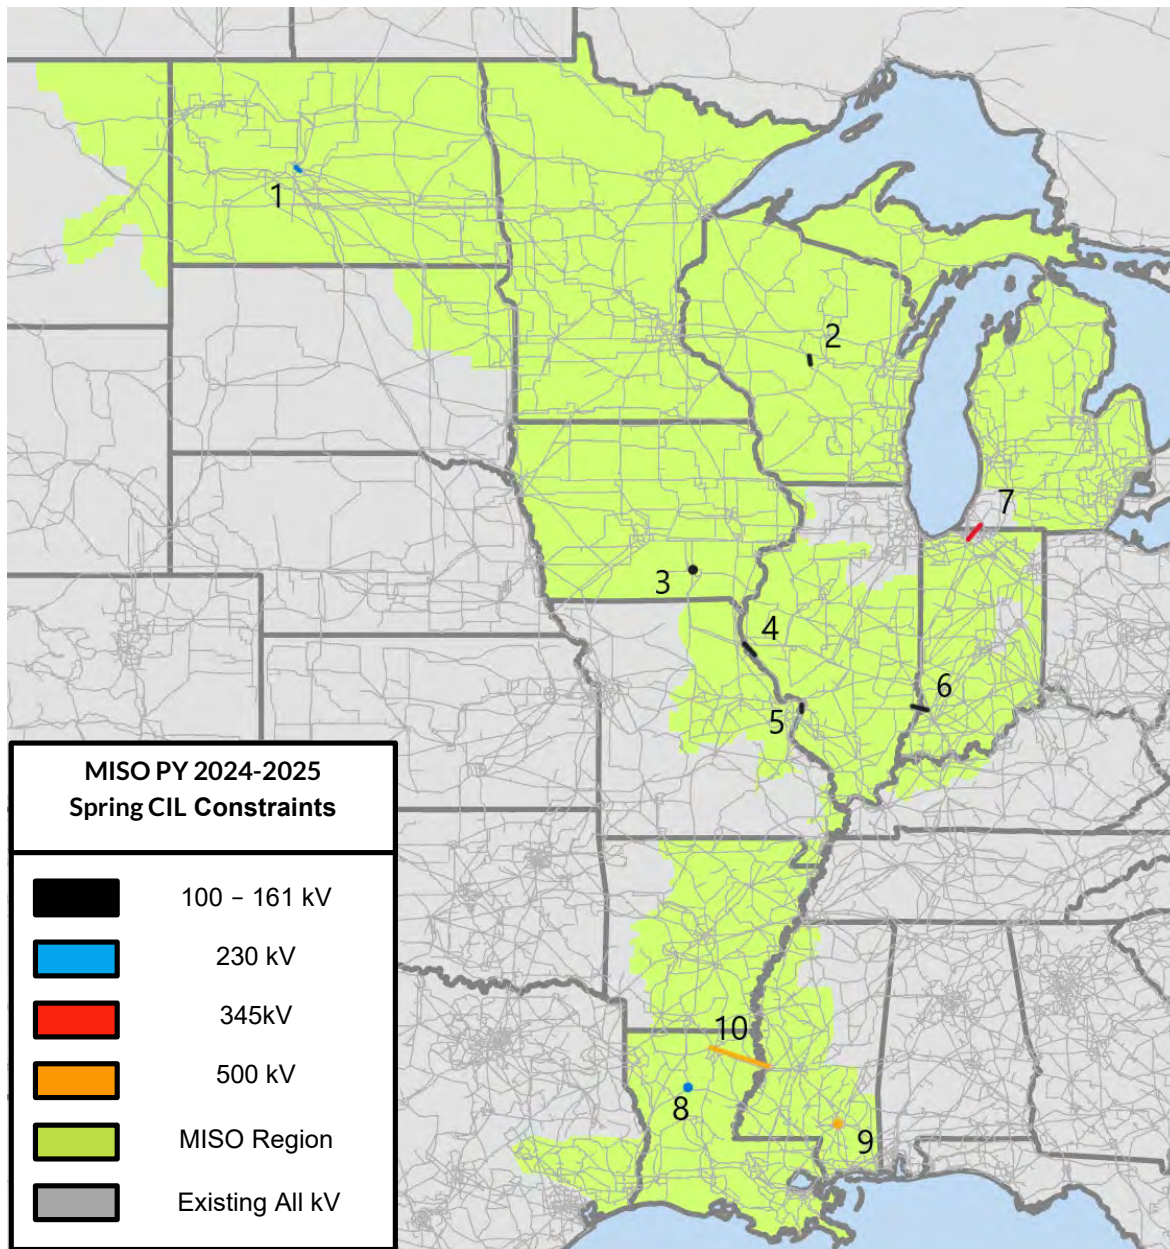 1
2
7
3
4
6
5
MISO PY 2024-2025
Spring CIL Constraints
100 – 161 kV
230 kV
345kV
500 kV
MISO Region
Existing All kV
10
8
9